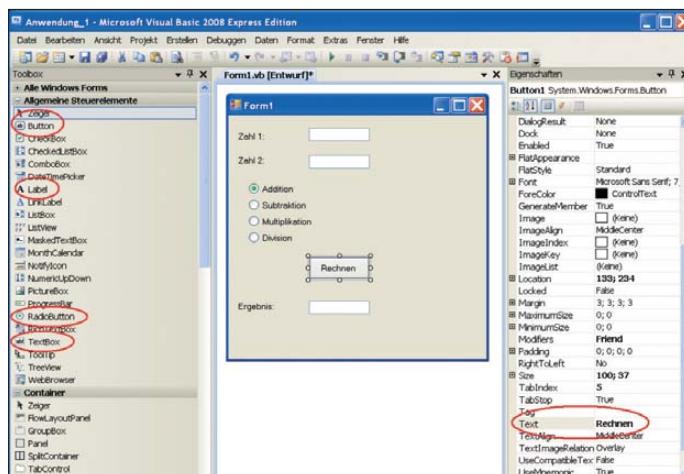 Anwendung_1 - Microsoft Visual Basic 2008 Express Edition
Datei Bearbeiten Ansicht Projekt Erstellen Debuggen Daten Format Extras Fenster Hilfe
Toolbox
Alle Windows Forms
Allgemeine Steuerelemente
Zeiger
Button
CheckBox
CheckedListBox
ComboBox
DateTimePicker
Label
LinkLabel
ListBox
ListView
MaskedTextBox
MonthCalendar
NotifyIcon
NumericUpDown
PictureBox
ProgressBar
RadioButton
RichTextBox
TextBox
ToolTip
TreeView
WebBrowser
Container
Zeiger
FlowLayoutPanel
GroupBox
Panel
SplitContainer
TabControl
Form1.vb [Entwurf]*
Form1
Zahl 1:
Zahl 2:
Addition
Subtraktion
Multiplikation
Division
Rechnen
Ergebnis:
Eigenschaften
Button1 System.Windows.Forms.Button
DialogResult None
Dock None
Enabled True
FlatAppearance
FlatStyle Standard
Font Microsoft Sans Serif; 7
ForeColor ControlText
GenerateMember True
Image (Keine)
ImageAlign MiddleCenter
ImageIndex (Keine)
ImageKey (Keine)
ImageList (Keine)
Location 133; 234
Locked False
Margin 3; 3; 3; 3
MaximumSize 0; 0
MinimumSize 0; 0
Modifiers Friend
Padding 0; 0; 0; 0
RightToLeft No
Size 100; 37
TabIndex 5
TabStop True
Tag
Text Rechnen
TextAlign MiddleCenter
TextImageRelation Overlay
UseCompatibleTex False
UseMnemonic True